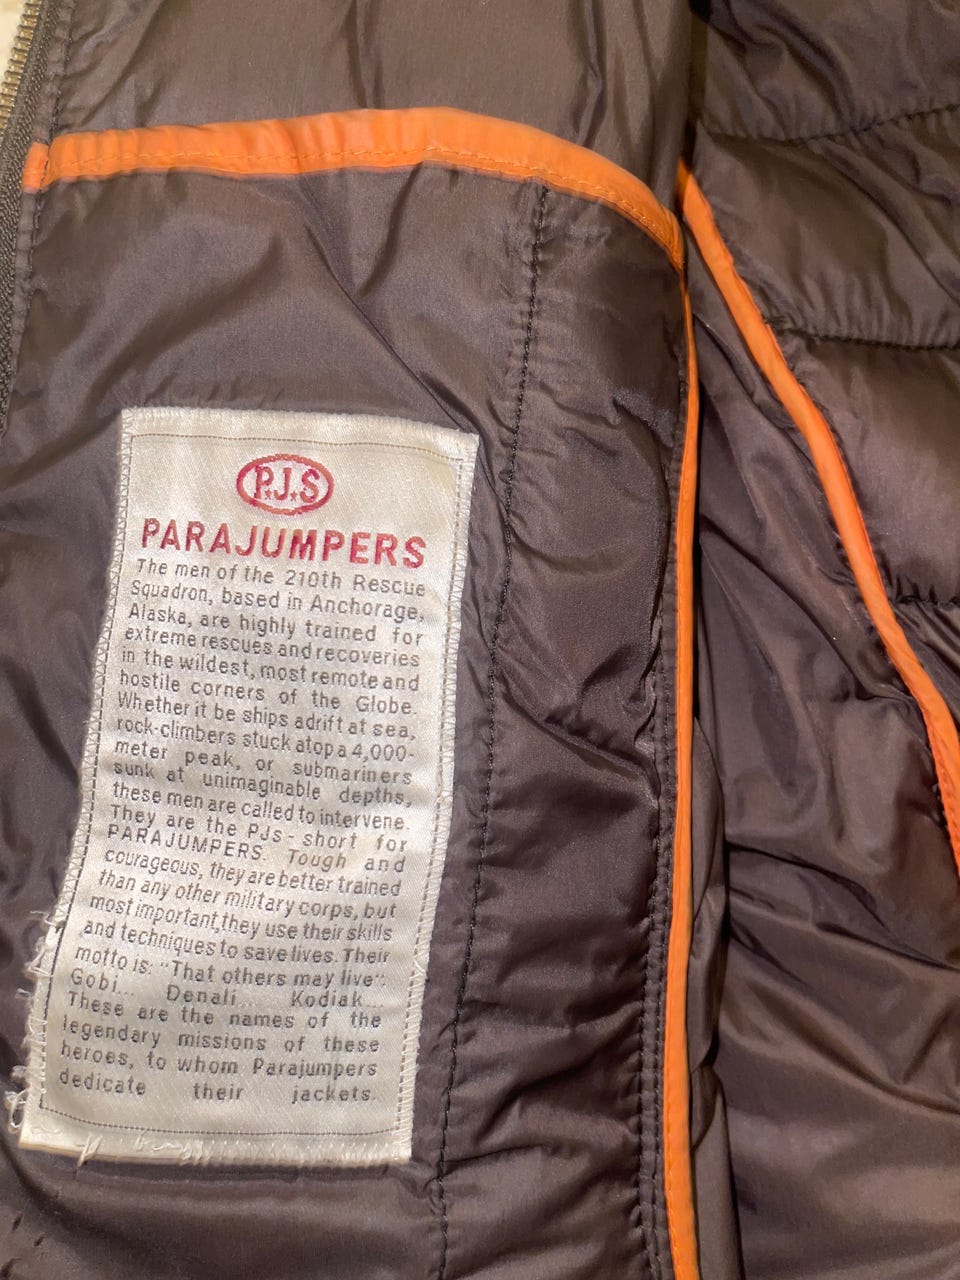 P.J.S
PARAJUMPERS
The men of the 210th Rescue
Squadron, based in Anchorage,
Alaska, are highly trained for
extreme rescues and recoveries
in the wildest, most remote and
hostile corners of the Globe.
Whether it be ships adrift at sea,
rock-climbers stuck atop a 4,000-
meter peak, or submariners
sunk at unimaginable depths,
these men are called to intervene.
They are the PJs - short for
PARAJUMPERS. Tough and
courageous, they are better trained
than any other military corps, but
most important, they use their skills
and techniques to save lives. Their
motto is: "That others may live".
Gobi... Denali... Kodiak...
These are the names of the
legendary missions of these
heroes, to whom Parajumpers
dedicate their jackets.